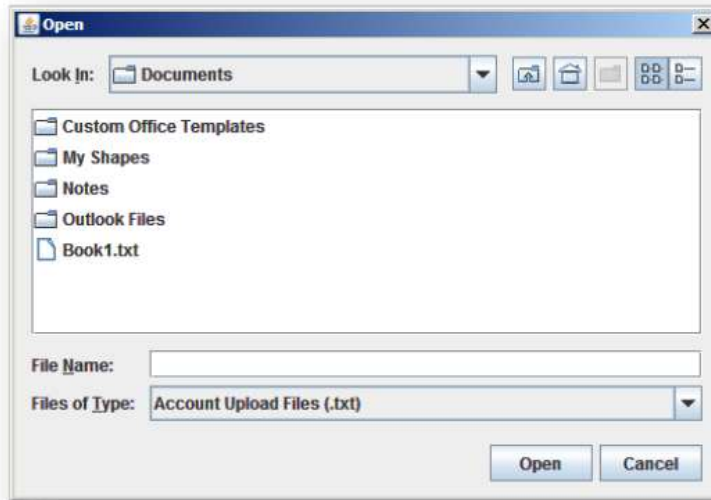 Open
Look In: Documents
Custom Office Templates
My Shapes
Notes
Outlook Files
Book1.txt
File Name:
Files of Type: Account Upload Files (.txt)
Open Cancel